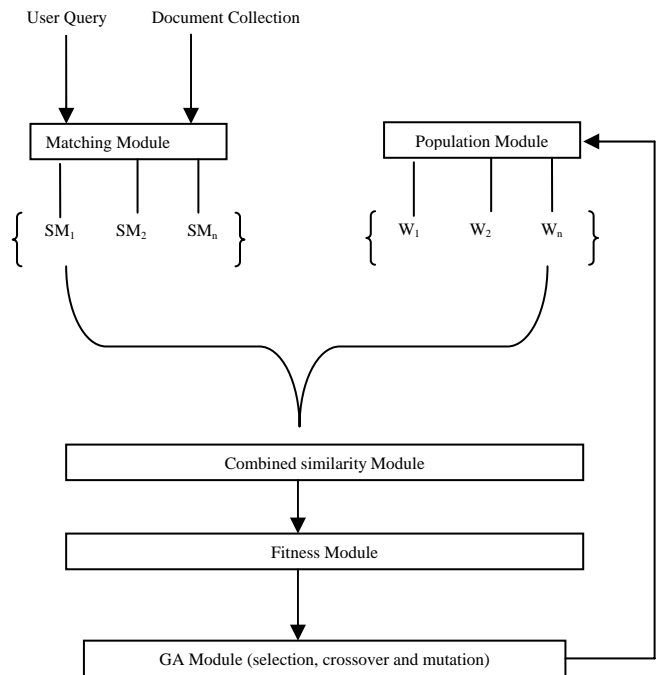 User Query Document Collection
Matching Module Population Module
{ SM₁ SM₂ SMₙ } { W₁ W₂ Wₙ }
Combined similarity Module
Fitness Module
GA Module (selection, crossover and mutation)